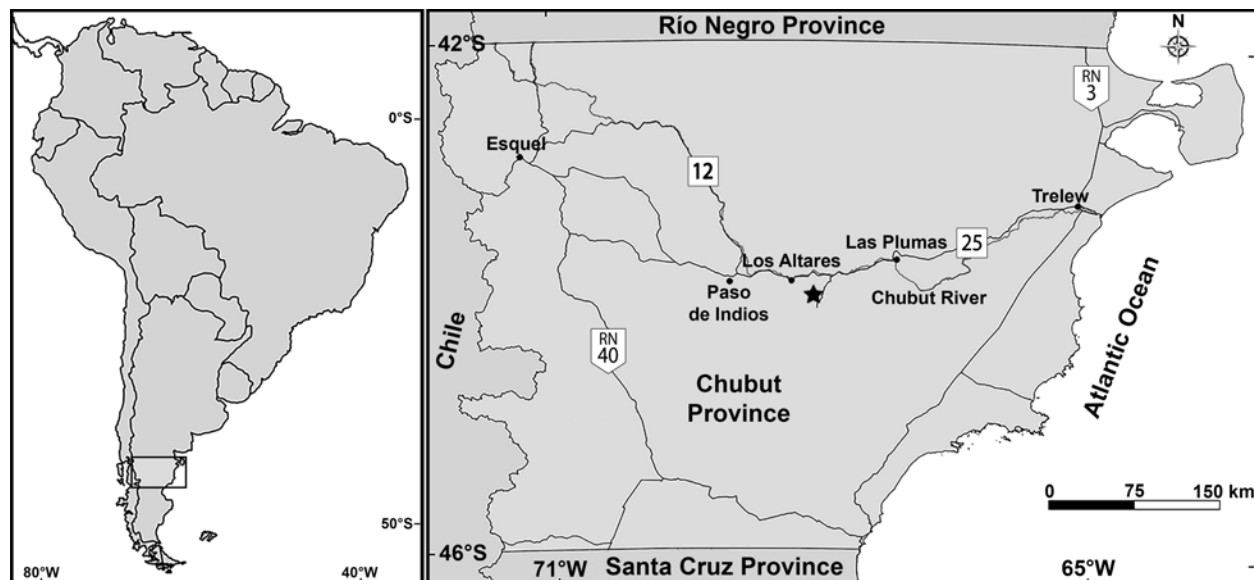 0°S
50°S
80°W
40°W
Río Negro Province
42°S
N
RN
3
Esquel
12
Trelew
Las Plumas
25
Los Altares
Paso
de Indios
Chubut River
RN
40
Chile
Chubut
Province
Atlantic Ocean
0 75 150 km
46°S
71°W
Santa Cruz Province
65°W